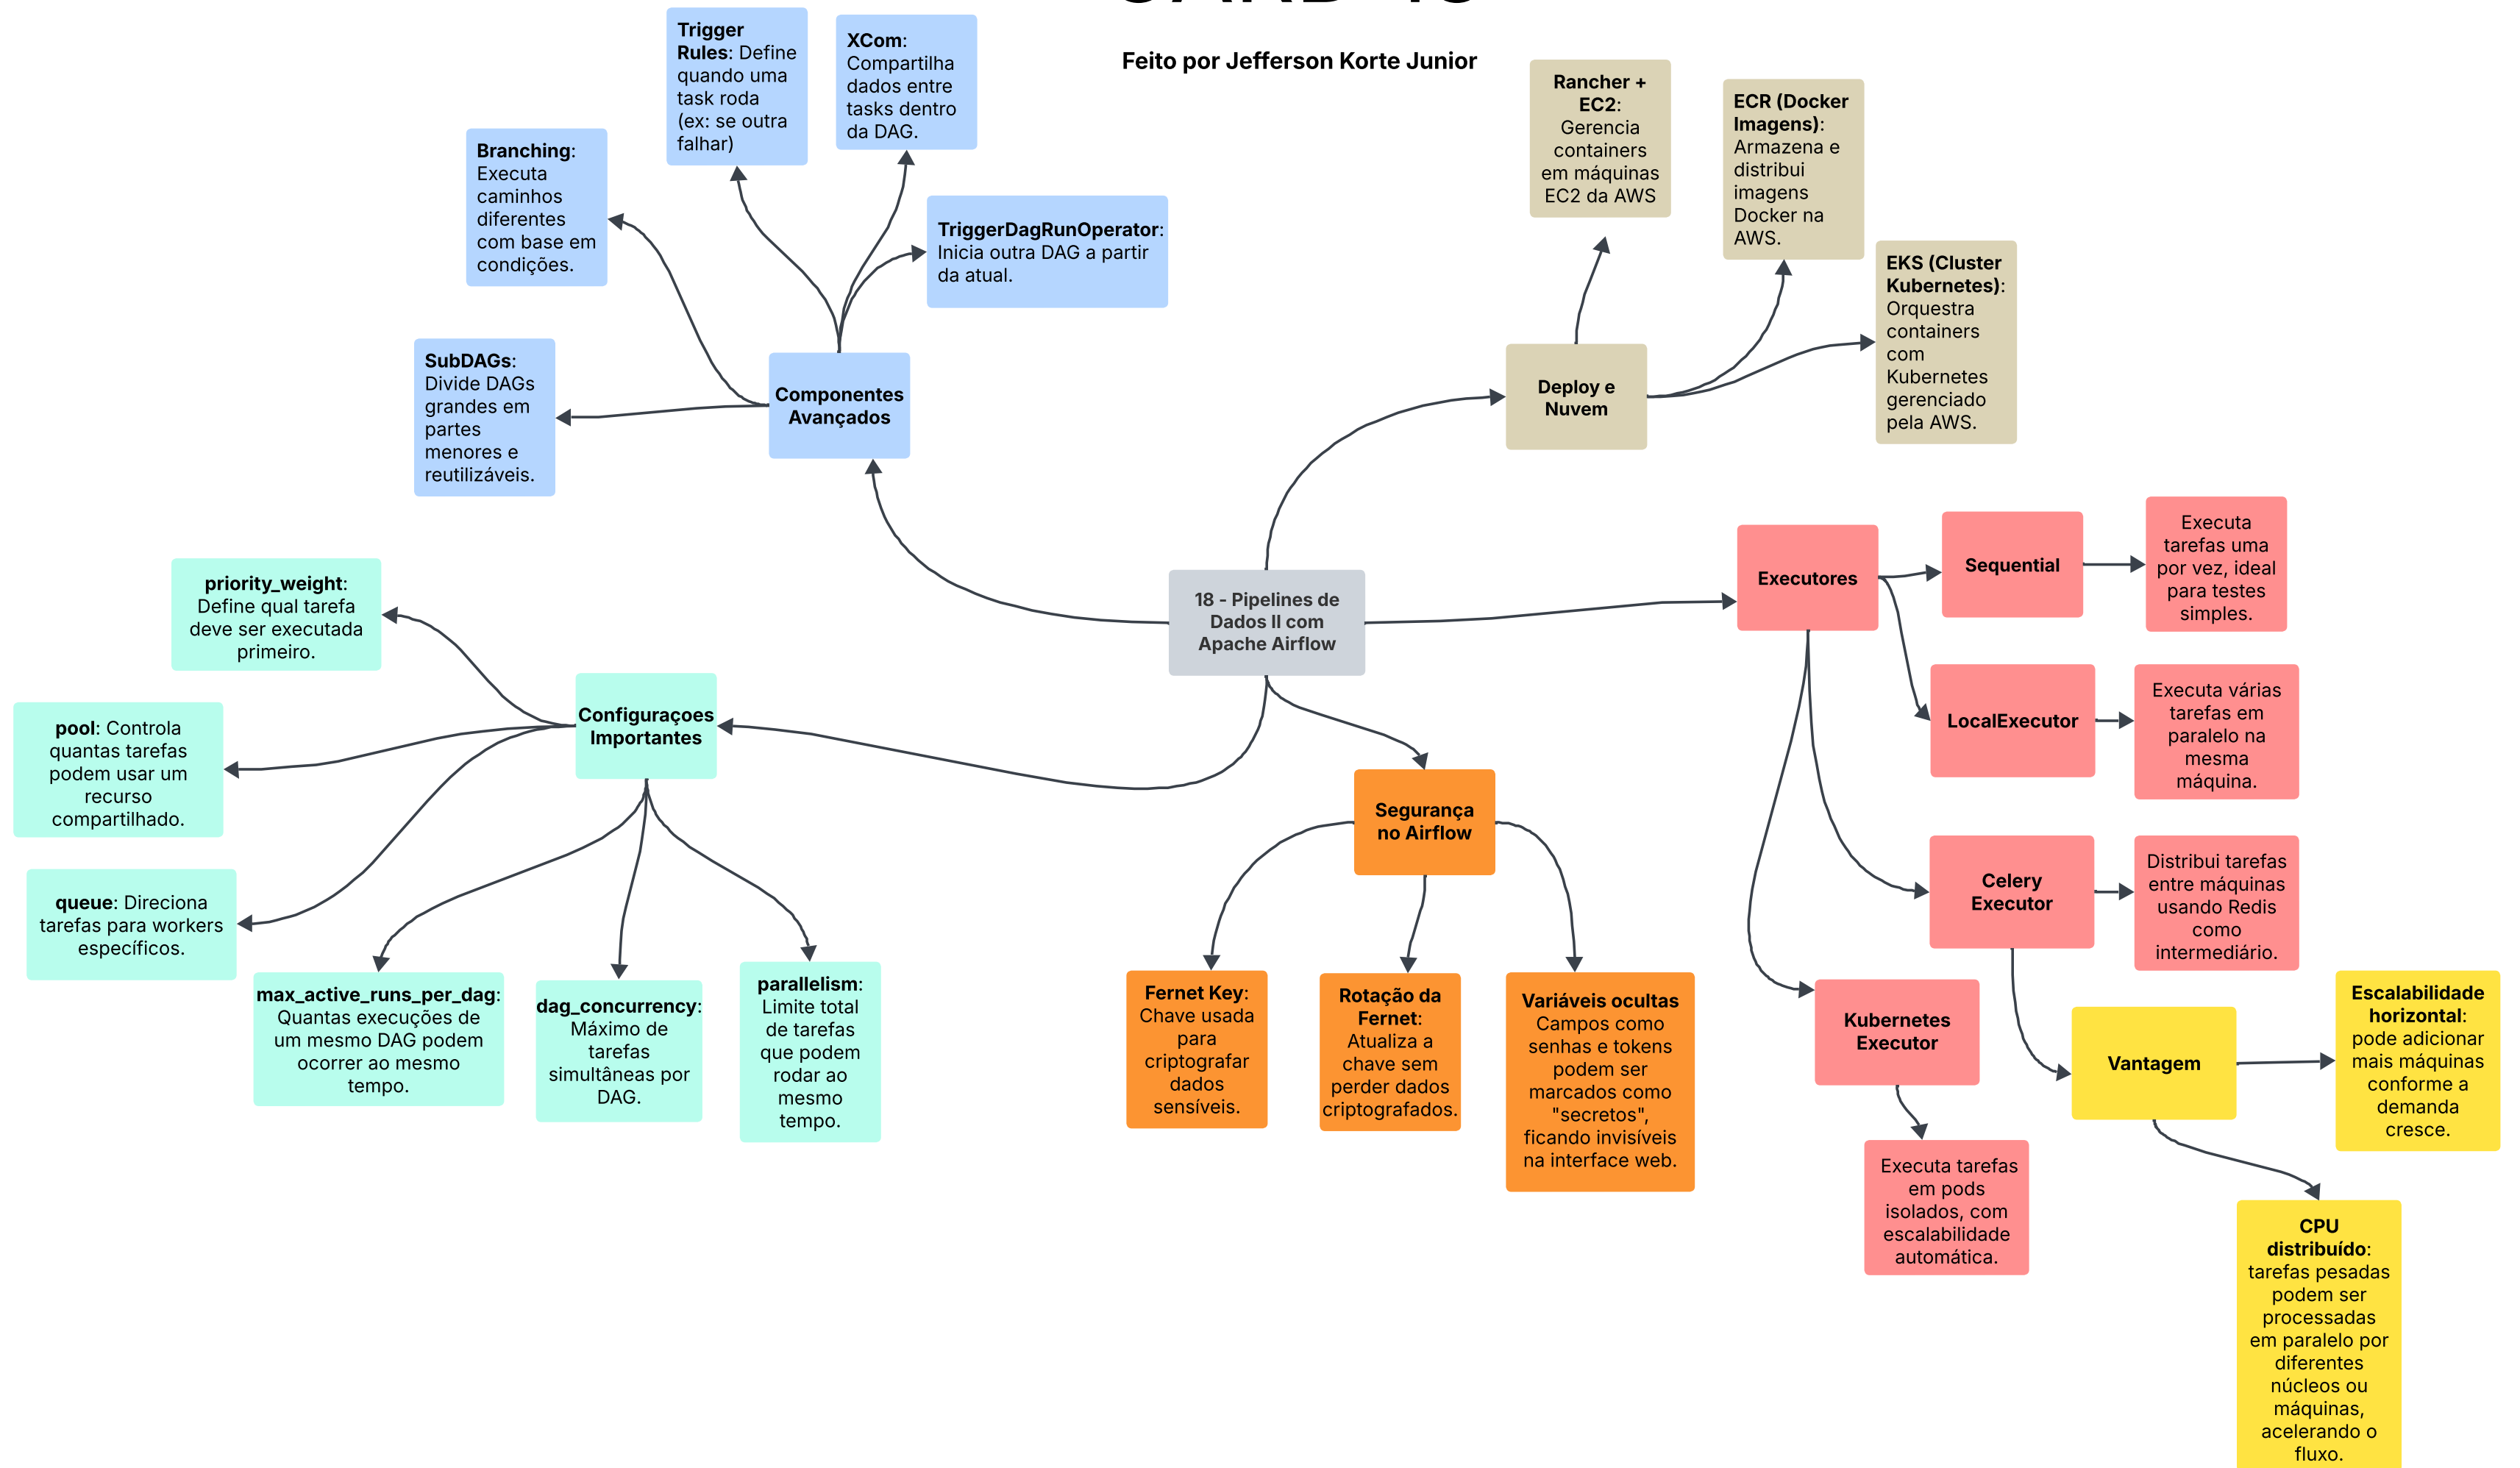 Feito por Jefferson Korte Junior
Trigger
Rules: Define
quando uma
task roda
(ex: se outra
falhar)
XCom:
Compartilha
dados entre
tasks dentro
da DAG.
Branching:
Executa
caminhos
diferentes
com base em
condições.
TriggerDagRunOperator:
Inicia outra DAG a partir
da atual.
SubDAGs:
Divide DAGs
grandes em
partes
menores e
reutilizáveis.
Componentes
Avançados
Rancher +
EC2:
Gerencia
containers
em máquinas
EC2 da AWS
ECR (Docker
Imagens):
Armazena e
distribui
imagens
Docker na
AWS.
EKS (Cluster
Kubernetes):
Orquestra
containers
com
Kubernetes
gerenciado
pela AWS.
Deploy e
Nuvem
18 - Pipelines de
Dados II com
Apache Airflow
Executores
Sequential
Executa
tarefas uma
por vez, ideal
para testes
simples.
LocalExecutor
Executa várias
tarefas em
paralelo na
mesma
máquina.
Celery
Executor
Distribui tarefas
entre máquinas
usando Redis
como
intermediário.
Kubernetes
Executor
Executa tarefas
em pods
isolados, com
escalabilidade
automática.
Vantagem
Escalabilidade
horizontal:
pode adicionar
mais máquinas
conforme a
demanda
cresce.
CPU
distribuído:
tarefas pesadas
podem ser
processadas
em paralelo por
diferentes
núcleos ou
máquinas,
acelerando o
fluxo.
priority_weight:
Define qual tarefa
deve ser executada
primeiro.
pool: Controla
quantas tarefas
podem usar um
recurso
compartilhado.
queue: Direciona
tarefas para workers
específicos.
Configuraçoes
Importantes
max_active_runs_per_dag:
Quantas execuções de
um mesmo DAG podem
ocorrer ao mesmo
tempo.
dag_concurrency:
Máximo de
tarefas
simultâneas por
DAG.
parallelism:
Limite total
de tarefas
que podem
rodar ao
mesmo
tempo.
Segurança
no Airflow
Fernet Key:
Chave usada
para
criptografar
dados
sensíveis.
Rotação da
Fernet:
Atualiza a
chave sem
perder dados
criptografados.
Variáveis ocultas
Campos como
senhas e tokens
podem ser
marcados como
"secretos",
ficando invisíveis
na interface web.